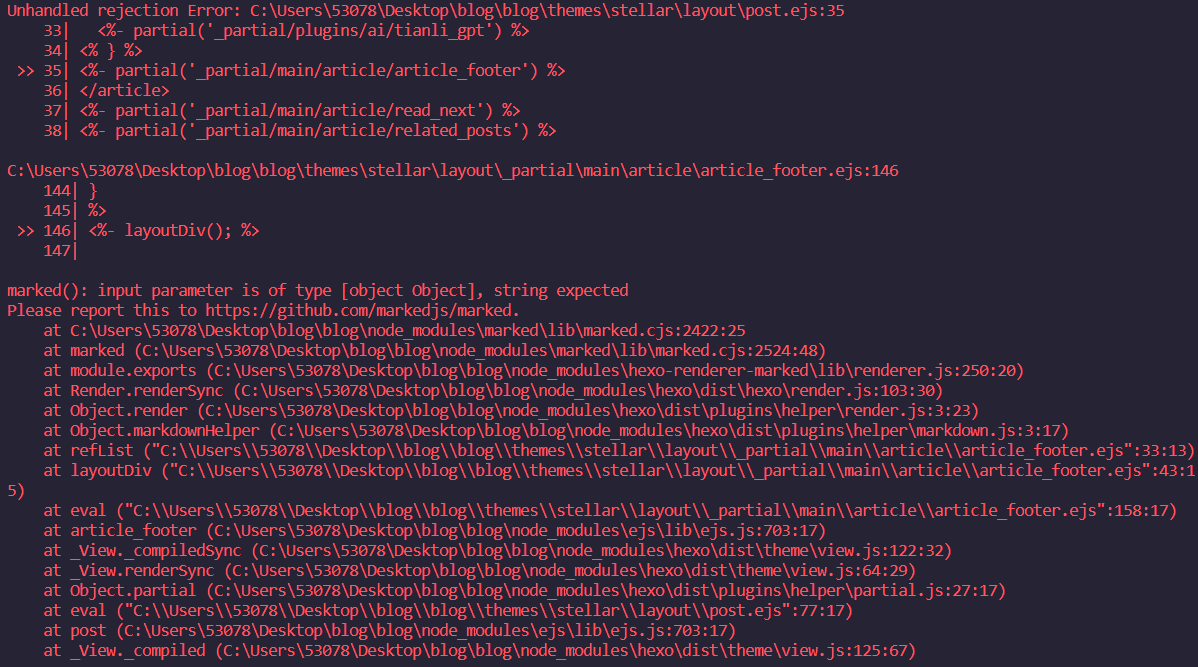 Unhandled rejection Error: C:\Users\53078\Desktop\blog\blog\themes\stellar\layout\post.ejs:35
    33|   <%- partial('_partial/plugins/ai/tianli_gpt') %>
    34| <% } %>
 >> 35| <%- partial('_partial/main/article/article_footer') %>
    36| </article>
    37| <%- partial('_partial/main/article/read_next') %>
    38| <%- partial('_partial/main/article/related_posts') %>
C:\Users\53078\Desktop\blog\blog\themes\stellar\layout\_partial\main\article\article_footer.ejs:146
    144| }
    145| %>
 >> 146| <%- layoutDiv(); %>
    147|
marked(): input parameter is of type [object Object], string expected
Please report this to https://github.com/markedjs/marked.
    at C:\Users\53078\Desktop\blog\blog\node_modules\marked\lib\marked.cjs:2422:25
    at marked (C:\Users\53078\Desktop\blog\blog\node_modules\marked\lib\marked.cjs:2524:48)
    at module.exports (C:\Users\53078\Desktop\blog\blog\node_modules\hexo-renderer-marked\lib\renderer.js:250:20)
    at Render.renderSync (C:\Users\53078\Desktop\blog\blog\node_modules\hexo\dist\hexo\render.js:103:30)
    at Object.render (C:\Users\53078\Desktop\blog\blog\node_modules\hexo\dist\plugins\helper\render.js:3:23)
    at Object.markdownHelper (C:\Users\53078\Desktop\blog\blog\node_modules\hexo\dist\plugins\helper\markdown.js:3:17)
    at refList ("C:\\Users\\53078\\Desktop\\blog\\blog\\themes\\stellar\\layout\\_partial\\main\\article\\article_footer.ejs":33:13)
    at layoutDiv ("C:\\Users\\53078\\Desktop\\blog\\blog\\themes\\stellar\\layout\\_partial\\main\\article\\article_footer.ejs":43:1
5)
    at eval ("C:\\Users\\53078\\Desktop\\blog\\blog\\themes\\stellar\\layout\\_partial\\main\\article\\article_footer.ejs":158:17)
    at article_footer (C:\Users\53078\Desktop\blog\blog\node_modules\ejs\lib\ejs.js:703:17)
    at _View._compiledSync (C:\Users\53078\Desktop\blog\blog\node_modules\hexo\dist\theme\view.js:122:32)
    at _View.renderSync (C:\Users\53078\Desktop\blog\blog\node_modules\hexo\dist\theme\view.js:64:29)
    at Object.partial (C:\Users\53078\Desktop\blog\blog\node_modules\hexo\dist\plugins\helper\partial.js:27:17)
    at eval ("C:\\Users\\53078\\Desktop\\blog\\blog\\themes\\stellar\\layout\\post.ejs":77:17)
    at post (C:\Users\53078\Desktop\blog\blog\node_modules\ejs\lib\ejs.js:703:17)
    at _View._compiled (C:\Users\53078\Desktop\blog\blog\node_modules\hexo\dist\theme\view.js:125:67)